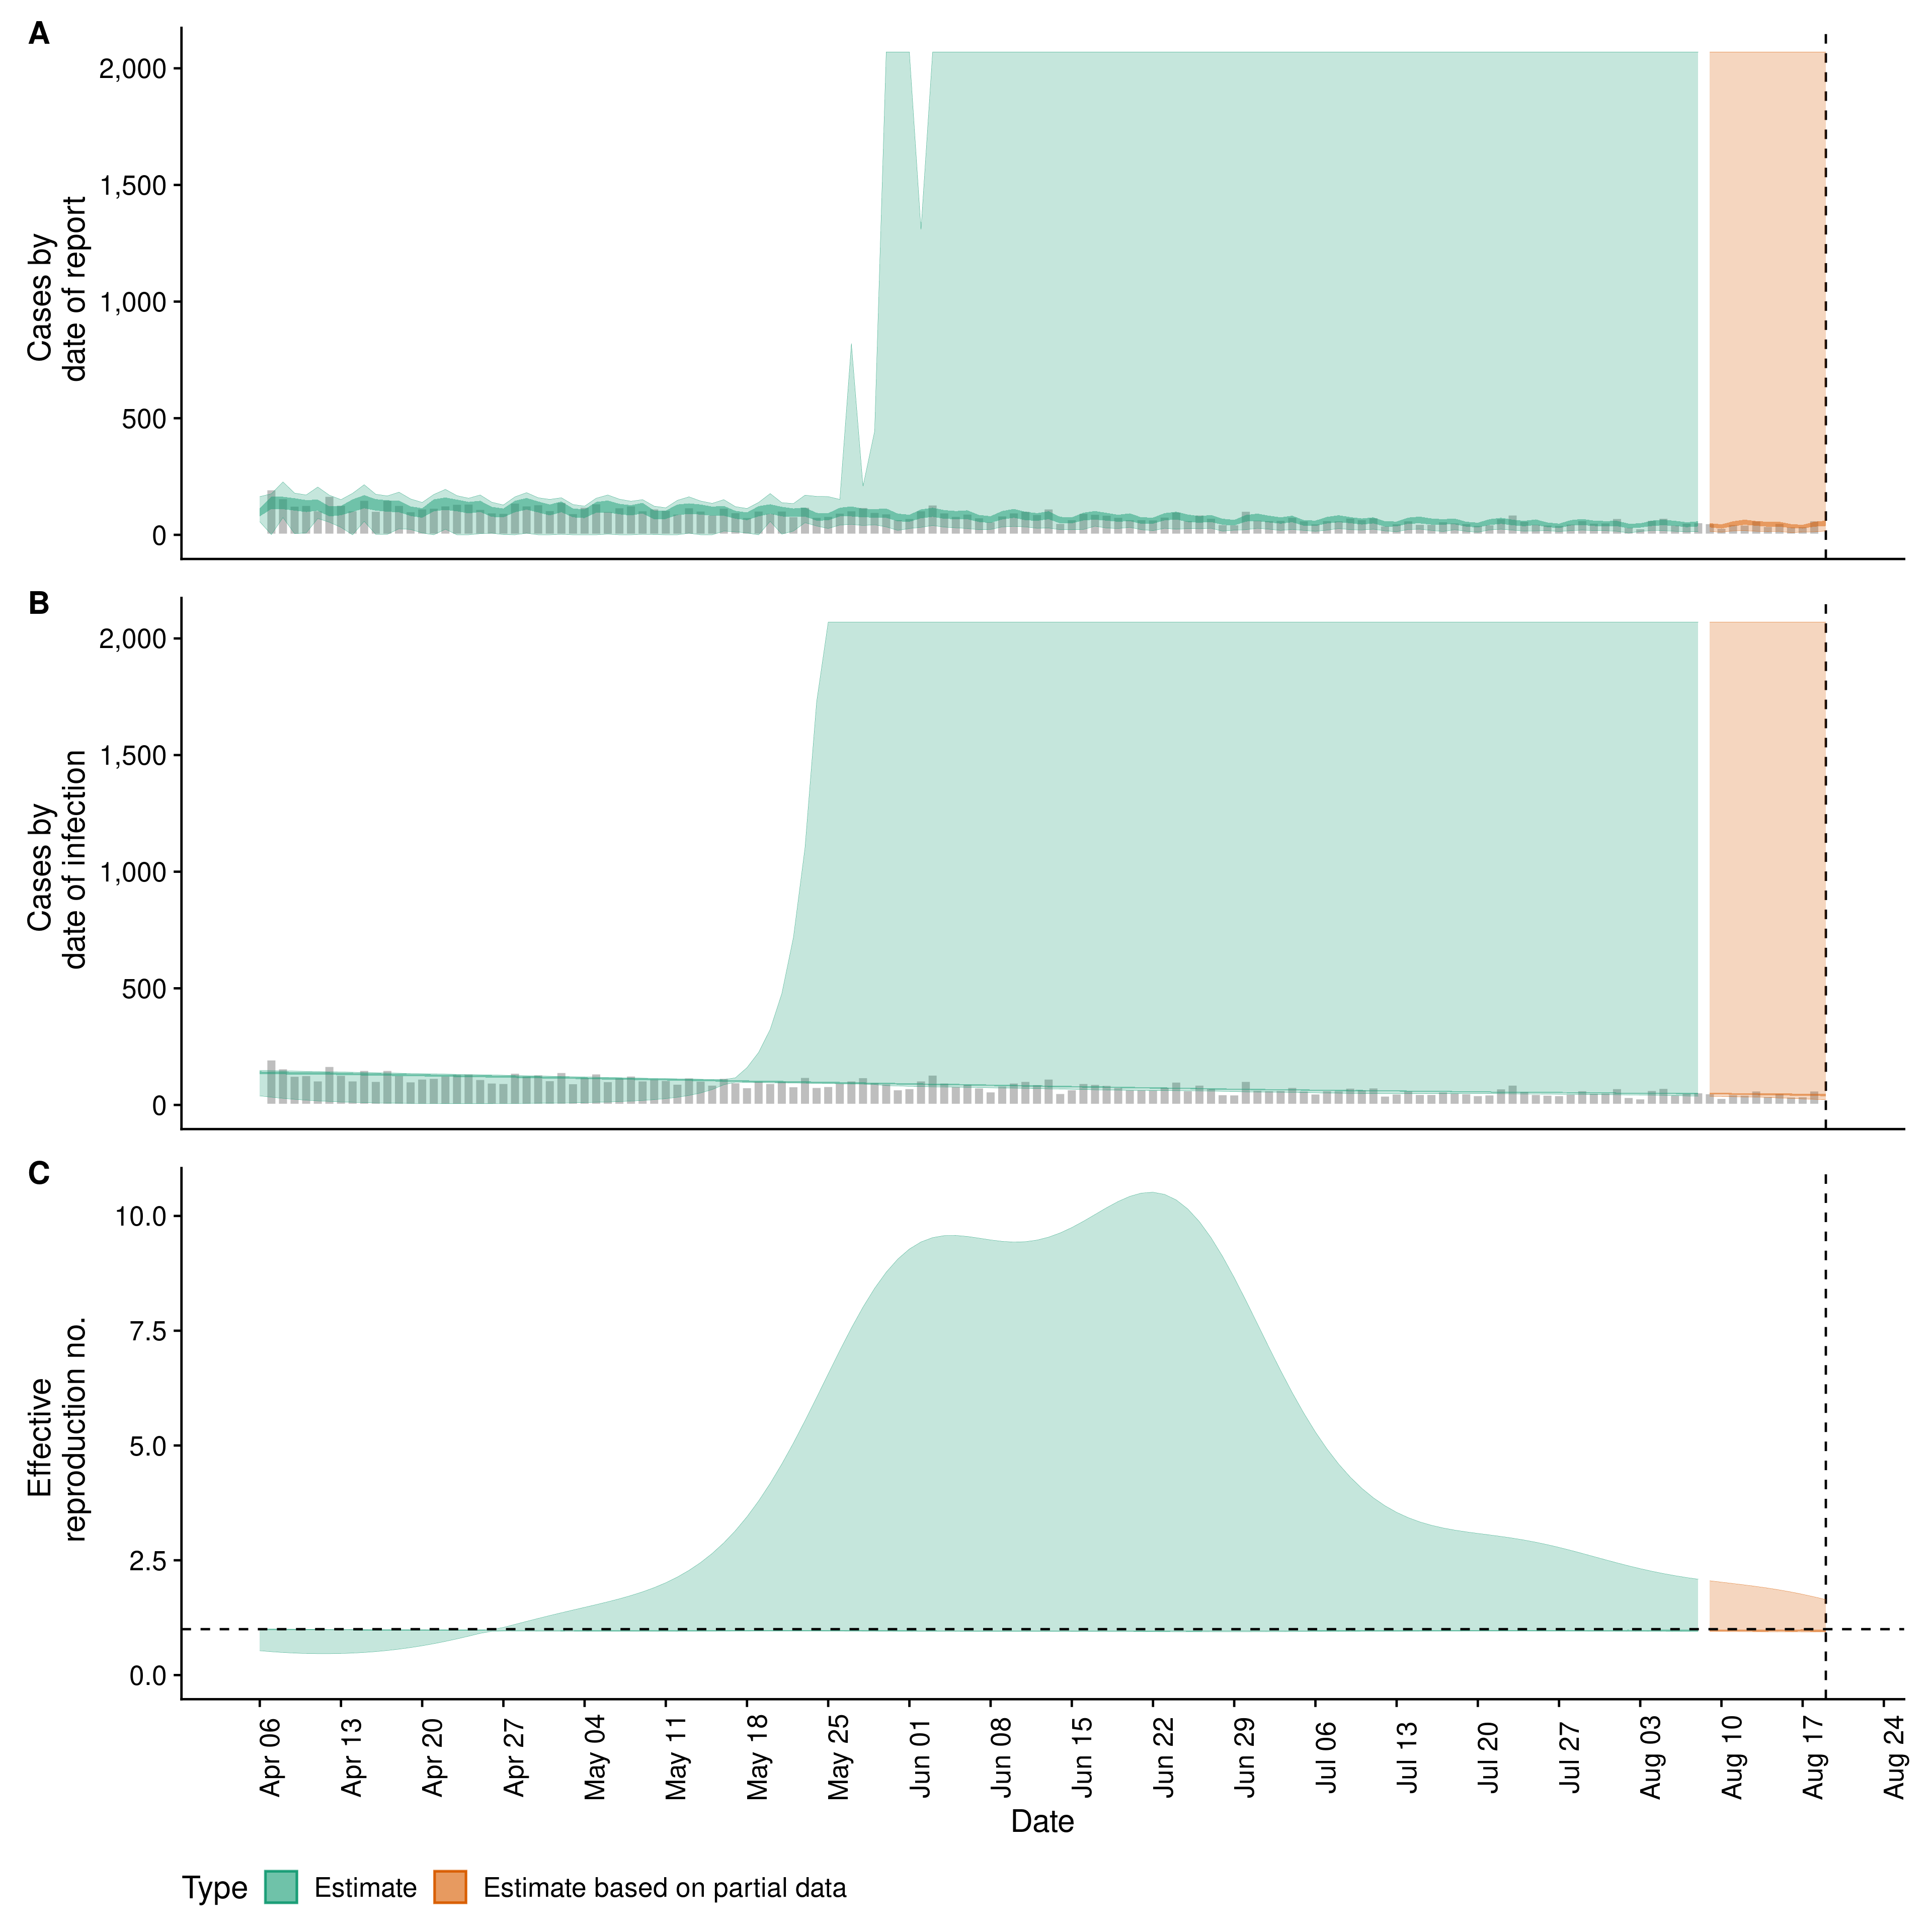 A
Cases by
date of report
2,000
1,500
1,000
500
0
B
Cases by
date of infection
2,000
1,500
1,000
500
0
C
Effective
reproduction no.
10.0
7.5
5.0
2.5
0.0
Apr 06
Apr 13
Apr 20
Apr 27
May 04
May 11
May 18
May 25
Jun 01
Jun 08
Jun 15
Jun 22
Jun 29
Jul 06
Jul 13
Jul 20
Jul 27
Aug 03
Aug 10
Aug 17
Aug 24
Date
Type Estimate Estimate based on partial data